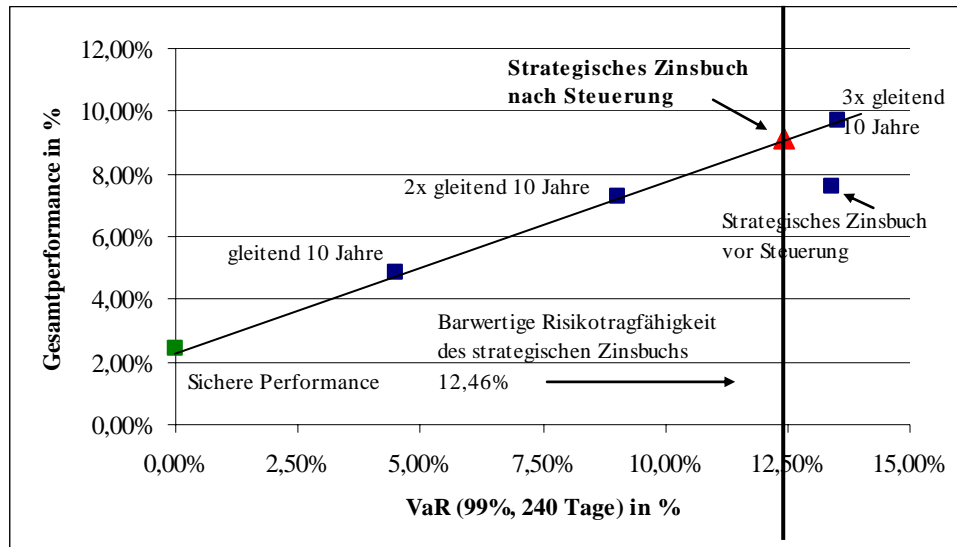 12,00%
10,00%
8,00%
6,00%
4,00%
2,00%
0,00%
Gesamtperformance in %
Strategisches Zinsbuch
nach Steuerung
3x gleitend
10 Jahre
2x gleitend 10 Jahre
Strategisches Zinsbuch
vor Steuerung
gleitend 10 Jahre
Barwertige Risikotragfähigkeit
des strategischen Zinsbuchs
12,46%
Sichere Performance
0,00% 2,50% 5,00% 7,50% 10,00% 12,50% 15,00%
VaR (99%, 240 Tage) in %